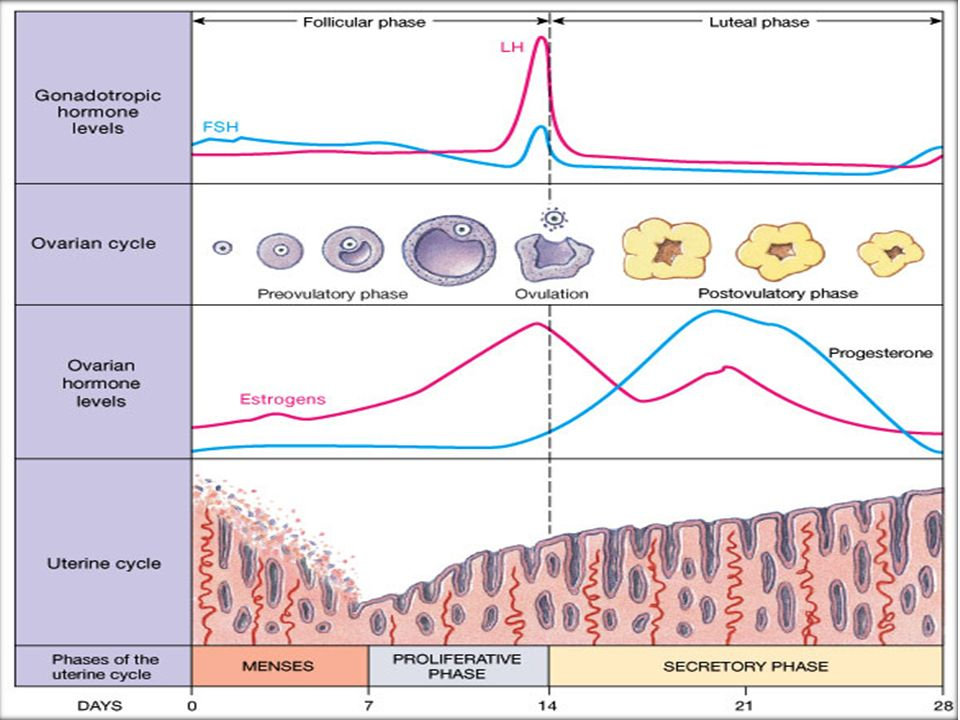 Follicular phase
Luteal phase
Gonadotropic
hormone
levels
LH
FSH
Ovarian cycle
Preovulatory phase
Ovulation
Postovulatory phase
Ovarian
hormone
levels
Estrogens
Progesterone
Uterine cycle
Phases of the
uterine cycle
MENSES
PROLIFERATIVE
PHASE
SECRETORY PHASE
DAYS 0 7 14 21 28